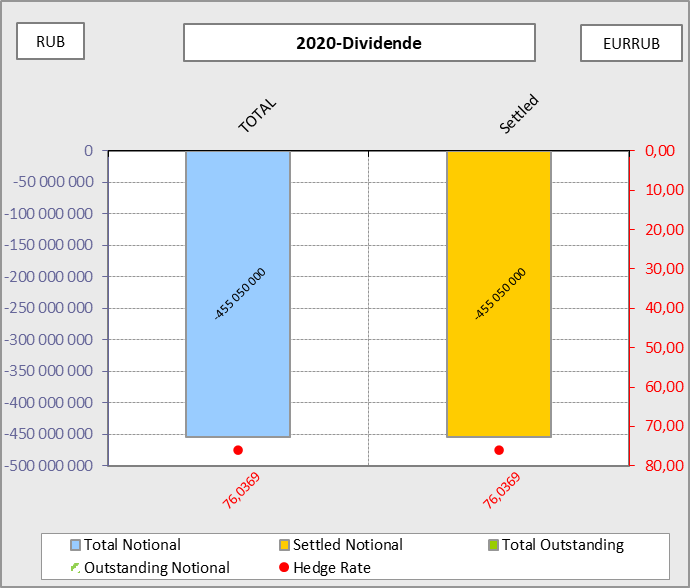 RUB
2020-Dividende
EURRUB
TOTAL
Settled
0
-50 000 000
-100 000 000
-150 000 000
-200 000 000
-250 000 000
-300 000 000
-350 000 000
-400 000 000
-450 000 000
-500 000 000
-455 050 000
-455 050 000
0,00
10,00
20,00
30,00
40,00
50,00
60,00
70,00
80,00
76,0369
76,0369
Total Notional
Settled Notional
Total Outstanding
Outstanding Notional
Hedge Rate